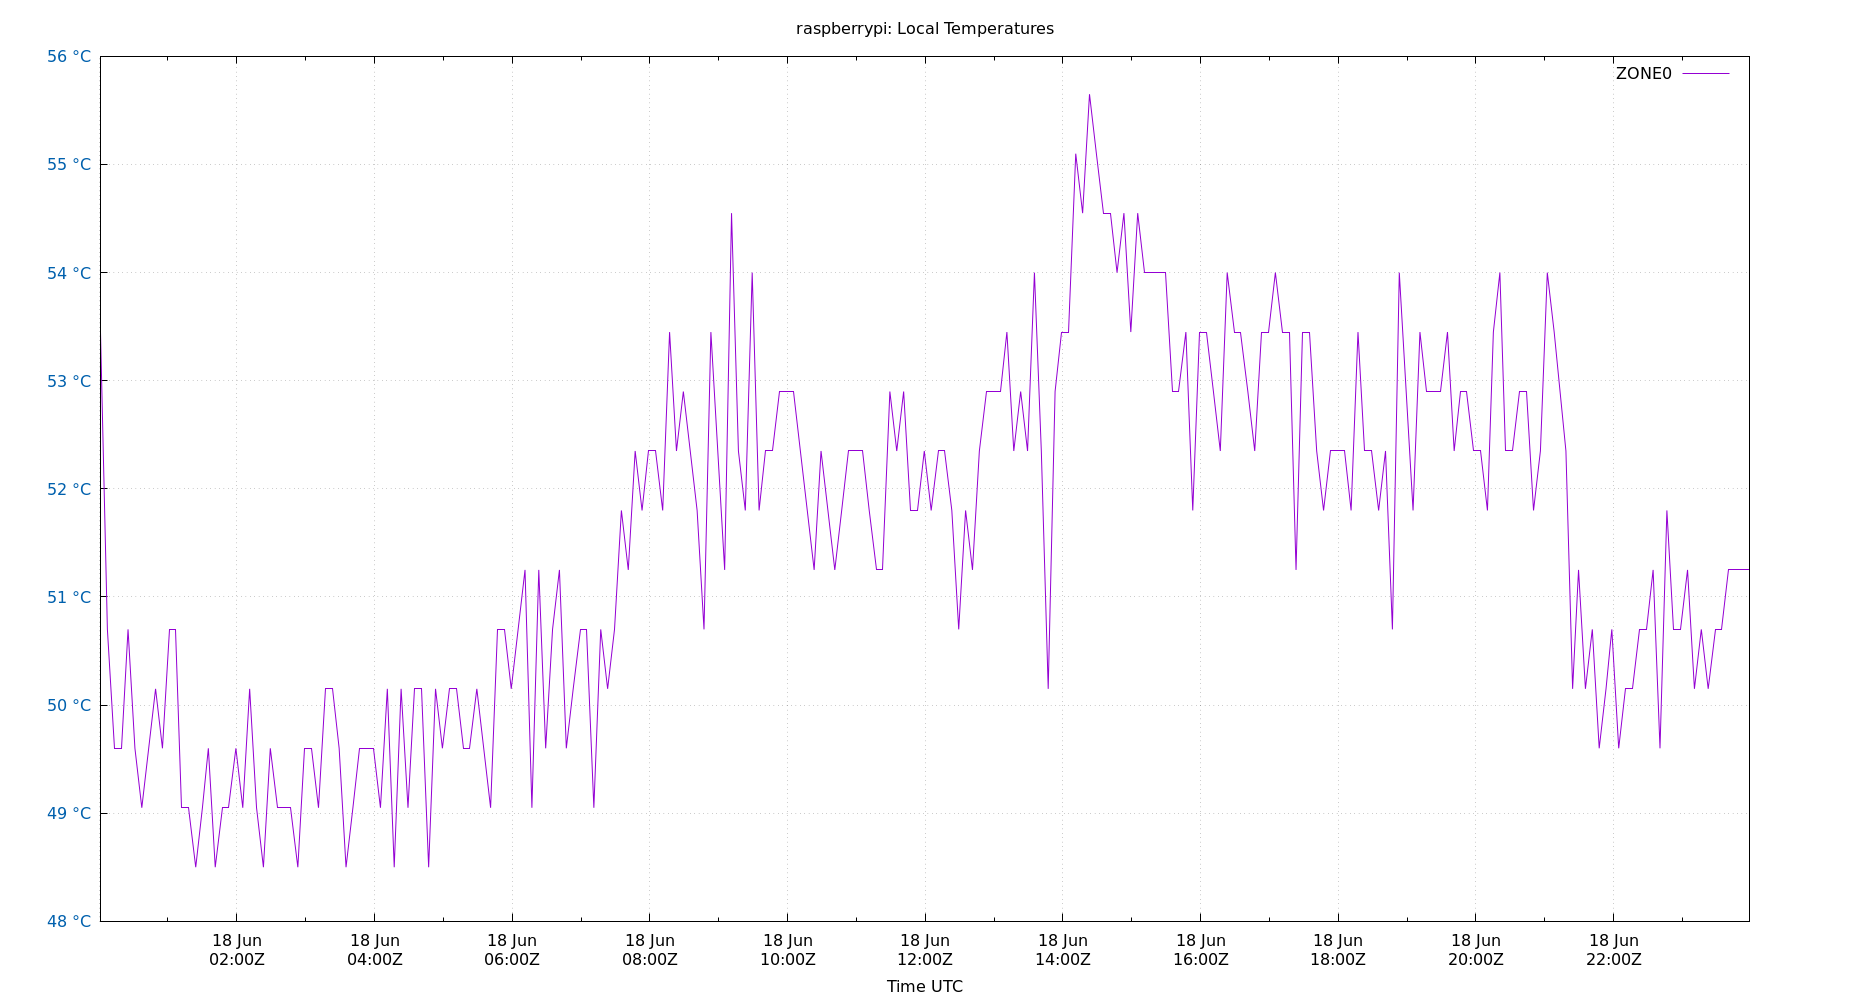 raspberrypi: Local Temperatures
56 °C
ZONE0
55 °C
54 °C
53 °C
52 °C
51 °C
50 °C
49 °C
48 °C
18 Jun 18 Jun 18 Jun 18 Jun 18 Jun 18 Jun 18 Jun 18 Jun 18 Jun 18 Jun 18 Jun
02:00Z 04:00Z 06:00Z 08:00Z 10:00Z 12:00Z 14:00Z 16:00Z 18:00Z 20:00Z 22:00Z
Time UTC